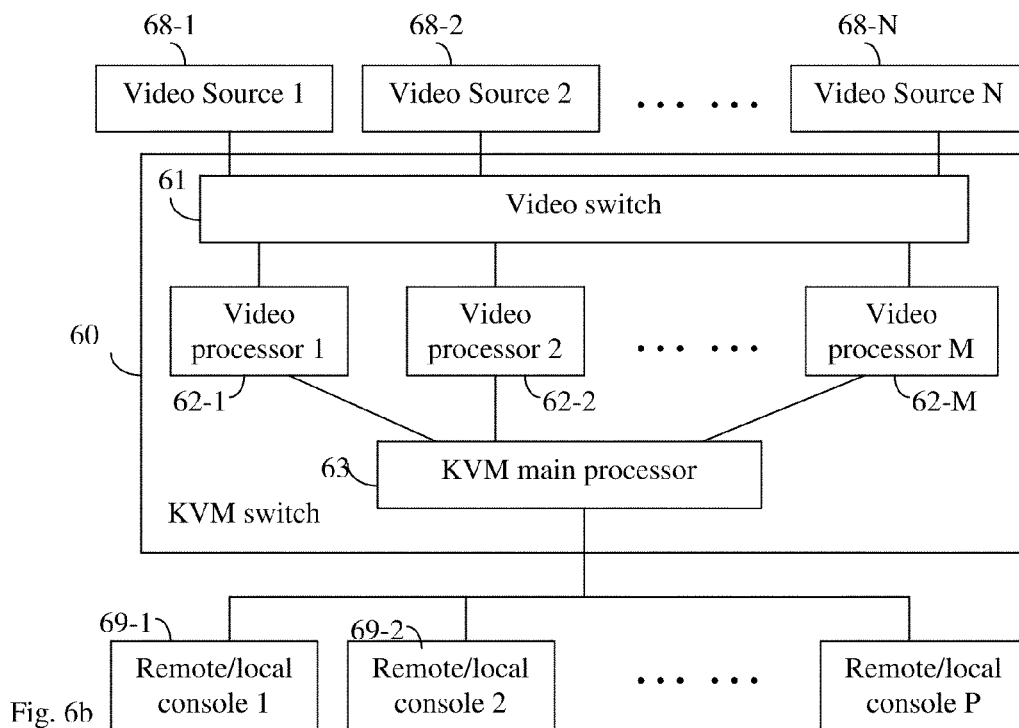 68-1
68-2
68-N
Video Source 1
Video Source 2
• • • • • •
Video Source N
61
Video switch
60
Video
processor 1
Video
processor 2
• • • • • •
Video
processor M
62-1
62-2
62-M
63
KVM main processor
KVM switch
69-1
69-2
Remote/local
console 1
Remote/local
console 2
• • • • • •
Remote/local
console P
Fig. 6b